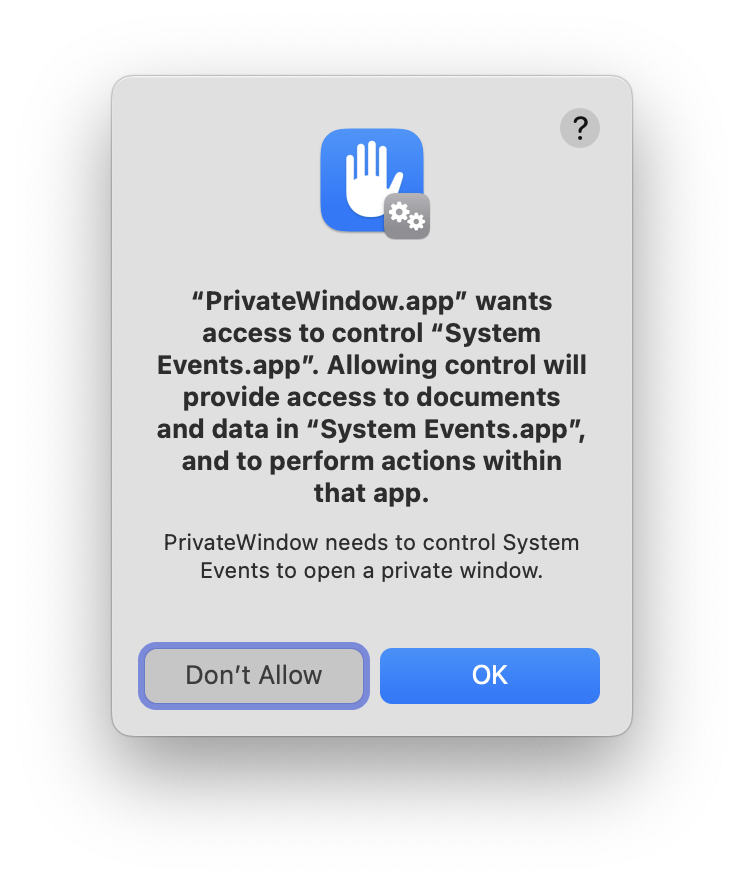 ?
“PrivateWindow.app” wants
access to control “System
Events.app”. Allowing control will
provide access to documents
and data in “System Events.app”,
and to perform actions within
that app.
PrivateWindow needs to control System
Events to open a private window.
Don’t Allow
OK